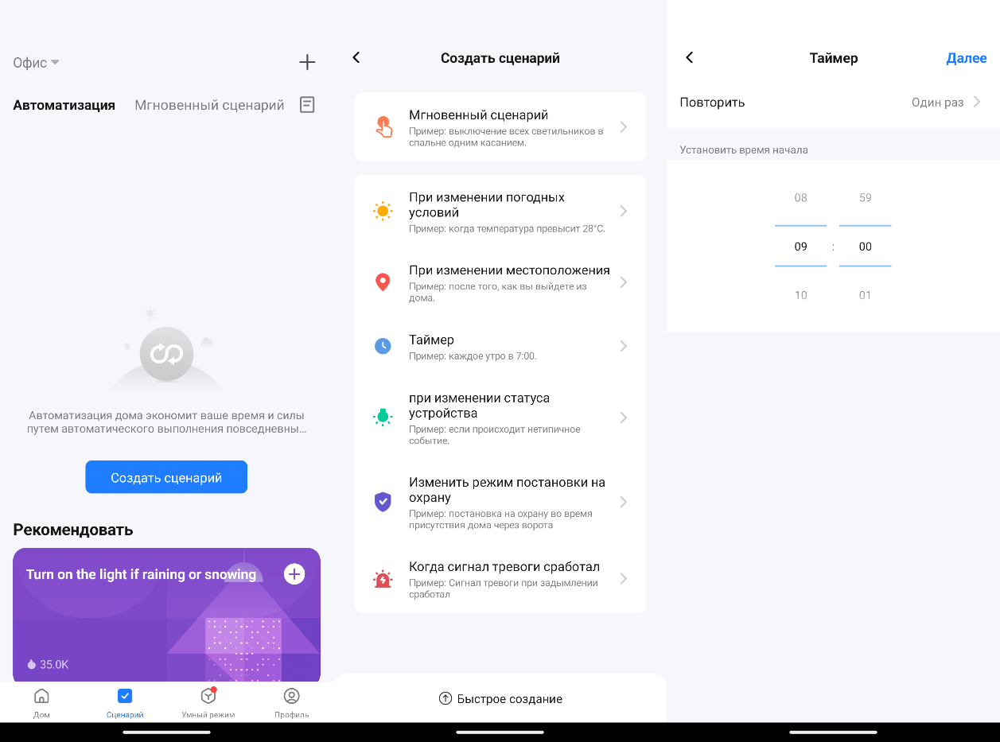 Офис
Автоматизация
Мгновенный сценарий
Автоматизация дома экономит ваше время и силы
путем автоматического выполнения повседневны...
Создать сценарий
Рекомендовать
Turn on the light if raining or snowing
35.0K
Дом
Сценарий
Умный режим
Профиль
Создать сценарий
Мгновенный сценарий
Пример: выключение всех светильников в
спальне одним касанием.
При изменении погодных
условий
Пример: когда температура превысит 28°C.
При изменении местоположения
Пример: после того, как вы выйдете из
дома.
Таймер
Пример: каждое утро в 7:00.
при изменении статуса
устройства
Пример: если происходит нетипичное
событие.
Изменить режим постановки на
охрану
Пример: постановка на охрану во время
присутствия дома через ворота
Когда сигнал тревоги сработал
Пример: Сигнал тревоги при задымлении
сработал
Быстрое создание
Таймер
Далее
Повторить
Один раз
Установить время начала
08 59
09 : 00
10 01